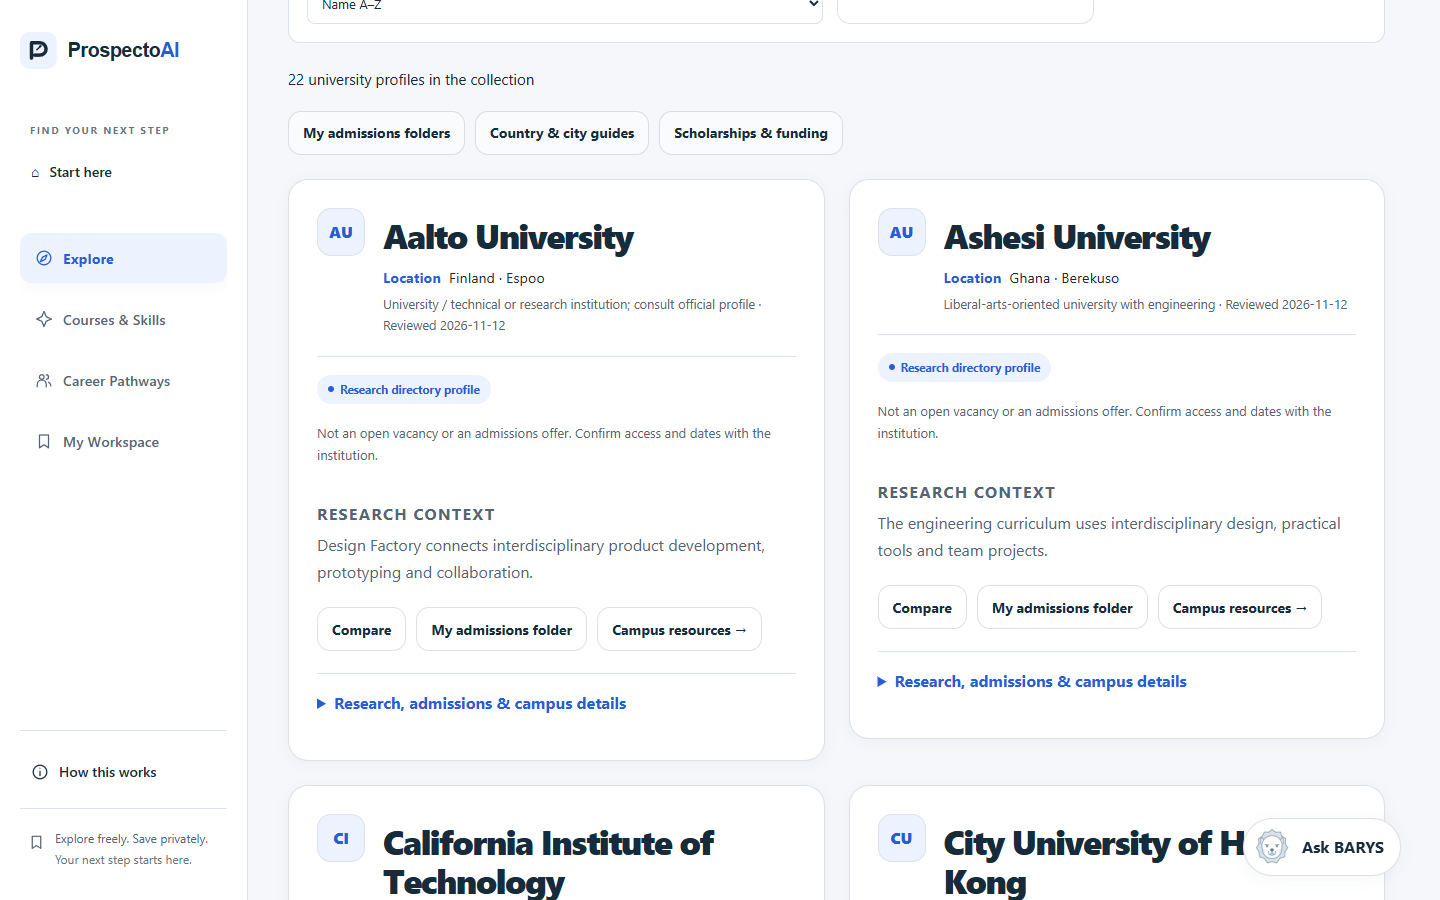 ProspectoAI
FIND YOUR NEXT STEP
Start here
Explore
Courses & Skills
Career Pathways
My Workspace
How this works
Explore freely. Save privately.
Your next step starts here.
Name A–Z
22 university profiles in the collection
My admissions folders
Country & city guides
Scholarships & funding
AU
Aalto University
Location Finland · Espoo
University / technical or research institution; consult official profile ·
Reviewed 2026-11-12
Research directory profile
Not an open vacancy or an admissions offer. Confirm access and dates with the
institution.
RESEARCH CONTEXT
Design Factory connects interdisciplinary product development,
prototyping and collaboration.
Compare
My admissions folder
Campus resources →
Research, admissions & campus details
AU
Ashesi University
Location Ghana · Berekuso
Liberal-arts-oriented university with engineering · Reviewed 2026-11-12
Research directory profile
Not an open vacancy or an admissions offer. Confirm access and dates with the
institution.
RESEARCH CONTEXT
The engineering curriculum uses interdisciplinary design, practical
tools and team projects.
Compare
My admissions folder
Campus resources →
Research, admissions & campus details
CI
California Institute of
Technology
CU
City University of H
Kong
Ask BARYS